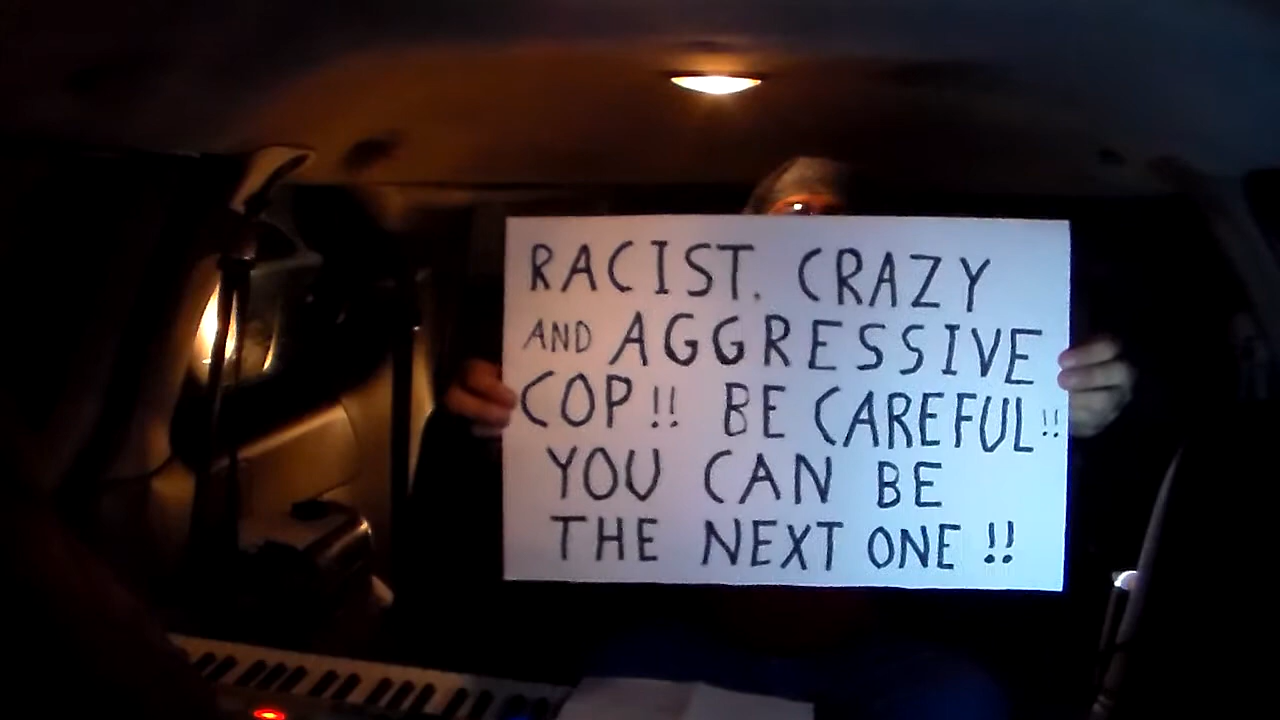 RACIST. CRAZY
AND AGGRESSIVE
COP!! BE CAREFUL!!
YOU CAN BE
THE NEXT ONE!!